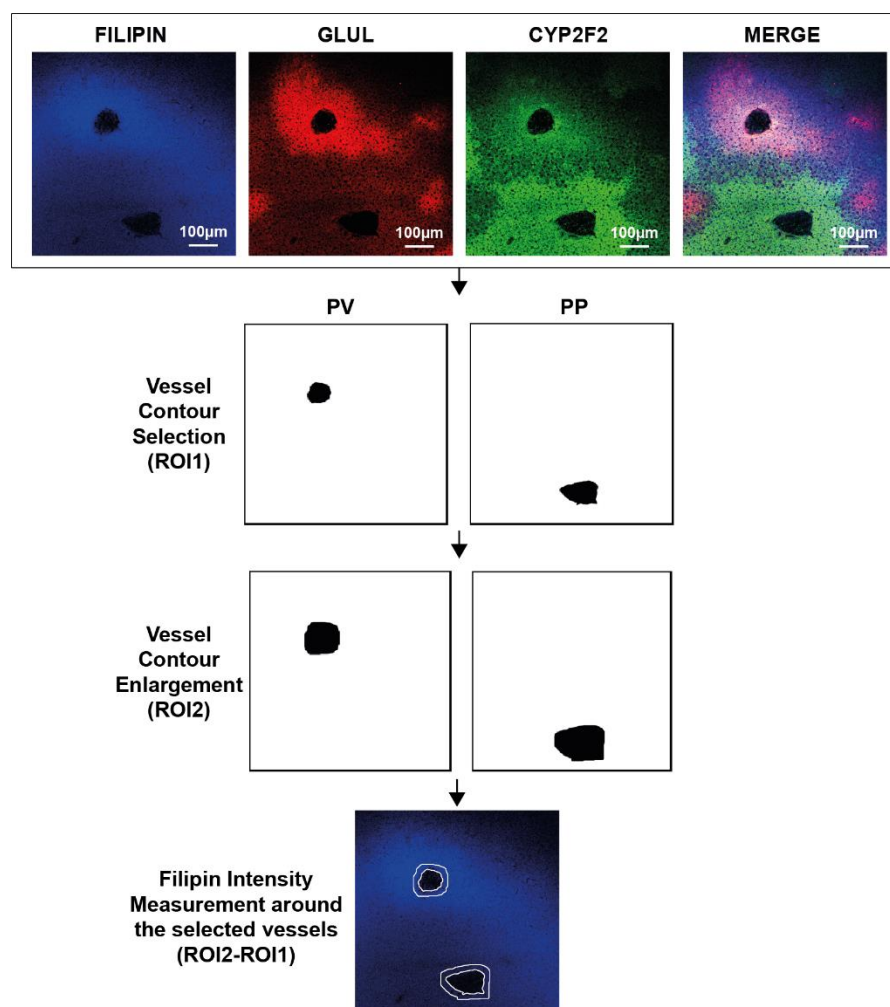 FILIPIN GLUL CYP2F2 MERGE
100µm 100µm 100µm 100µm
PV PP
Vessel
Contour
Selection
(ROI1)
Vessel
Contour
Enlargement
(ROI2)
Filipin Intensity
Measurement around
the selected vessels
(ROI2-ROI1)